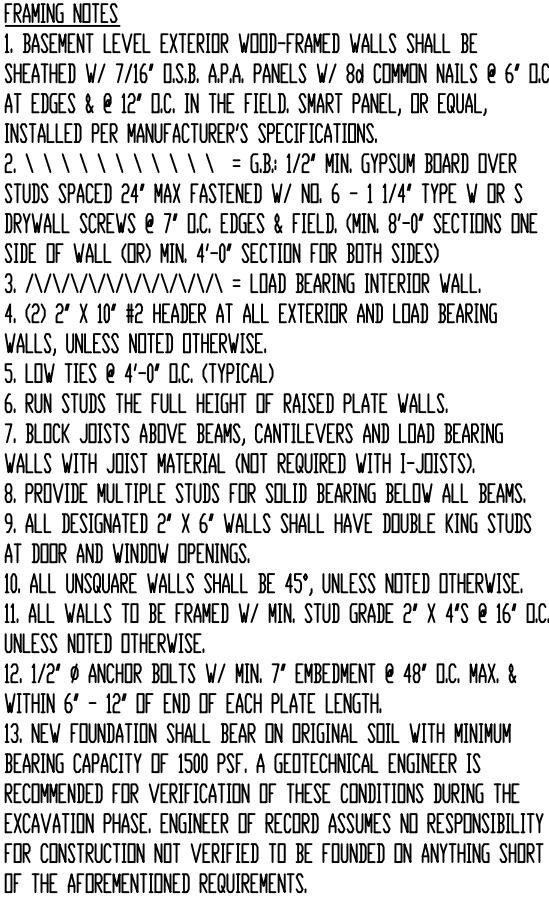 FRAMING NOTES
1. BASEMENT LEVEL EXTERIOR WOOD-FRAMED WALLS SHALL BE
SHEATHED W/ 7/16" O.S.B. A.P.A. PANELS W/ 8d COMMON NAILS @ 6" O.C
AT EDGES & @ 12" O.C. IN THE FIELD. SMART PANEL, OR EQUAL,
INSTALLED PER MANUFACTURER'S SPECIFICATIONS.
2. \ \ \ \ \ \ \ \ \ \ \ = G.B.: 1/2" MIN. GYPSUM BOARD OVER
STUDS SPACED 24" MAX FASTENED W/ NO. 6 - 1 1/4" TYPE W OR S
DRYWALL SCREWS @ 7" O.C. EDGES & FIELD. (MIN. 8'-0" SECTIONS ONE
SIDE OF WALL (OR) MIN. 4'-0" SECTION FOR BOTH SIDES)
3. /\/\/\/\/\/\/\/\/\/\/\ = LOAD BEARING INTERIOR WALL.
4. (2) 2" X 10" #2 HEADER AT ALL EXTERIOR AND LOAD BEARING
WALLS, UNLESS NOTED OTHERWISE.
5. LOW TIES @ 4'-0" O.C. (TYPICAL)
6. RUN STUDS THE FULL HEIGHT OF RAISED PLATE WALLS.
7. BLOCK JOISTS ABOVE BEAMS, CANTILEVERS AND LOAD BEARING
WALLS WITH JOIST MATERIAL (NOT REQUIRED WITH I-JOISTS).
8. PROVIDE MULTIPLE STUDS FOR SOLID BEARING BELOW ALL BEAMS.
9. ALL DESIGNATED 2" X 6" WALLS SHALL HAVE DOUBLE KING STUDS
AT DOOR AND WINDOW OPENINGS.
10. ALL UNSQUARE WALLS SHALL BE 45°, UNLESS NOTED OTHERWISE.
11. ALL WALLS TO BE FRAMED W/ MIN. STUD GRADE 2" X 4"S @ 16" O.C.
UNLESS NOTED OTHERWISE.
12. 1/2" Ø ANCHOR BOLTS W/ MIN. 7" EMBEDMENT @ 48" O.C. MAX. &
WITHIN 6" - 12" OF END OF EACH PLATE LENGTH.
13. NEW FOUNDATION SHALL BEAR ON ORIGINAL SOIL WITH MINIMUM
BEARING CAPACITY OF 1500 PSF. A GEOTECHNICAL ENGINEER IS
RECOMMENDED FOR VERIFICATION OF THESE CONDITIONS DURING THE
EXCAVATION PHASE. ENGINEER OF RECORD ASSUMES NO RESPONSIBILITY
FOR CONSTRUCTION NOT VERIFIED TO BE FOUNDED ON ANYTHING SHORT
OF THE AFOREMENTIONED REQUIREMENTS.